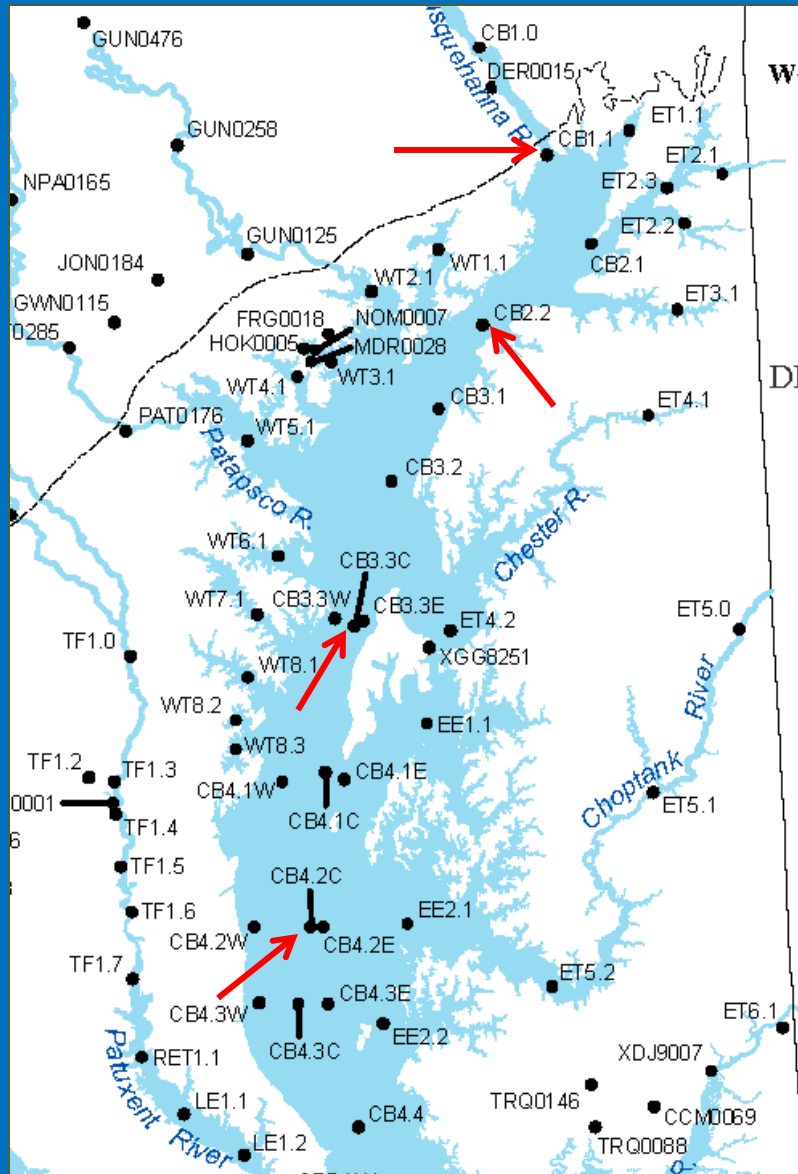 CB1.0
GUN0476
DER0015
W
Susquehanna R.
GUN0258
CB1.1
ET1.1
ET2.1
NPA0165
ET2.3
ET2.2
GUN0125
CB2.1
JON0184
WT2.1
WT1.1
GWN0115
ET3.1
FRG0018
NOM0007
CB2.2
T0285
HOK0005
MDR0028
WT4.1
WT3.1
DE
CB3.1
ET4.1
PAT0176
WT5.1
Patapsco R.
CB3.2
Chester R.
WT6.1
CB3.3C
WT7.1
CB3.3W
CB3.3E
ET4.2
ET5.0
TF1.0
XGG8251
WT8.1
River
WT8.2
EE1.1
WT8.3
TF1.2
TF1.3
CB4.1W
CB4.1E
Choptank
0001
CB4.1C
ET5.1
TF1.4
6
TF1.5
CB4.2C
TF1.6
EE2.1
CB4.2W
CB4.2E
TF1.7
ET5.2
CB4.3W
CB4.3E
ET6.1
EE2.2
CB4.3C
RET1.1
XDJ9007
Patuxent River
LE1.1
TRQ0146
CCM0069
CB4.4
TRQ0088
LE1.2